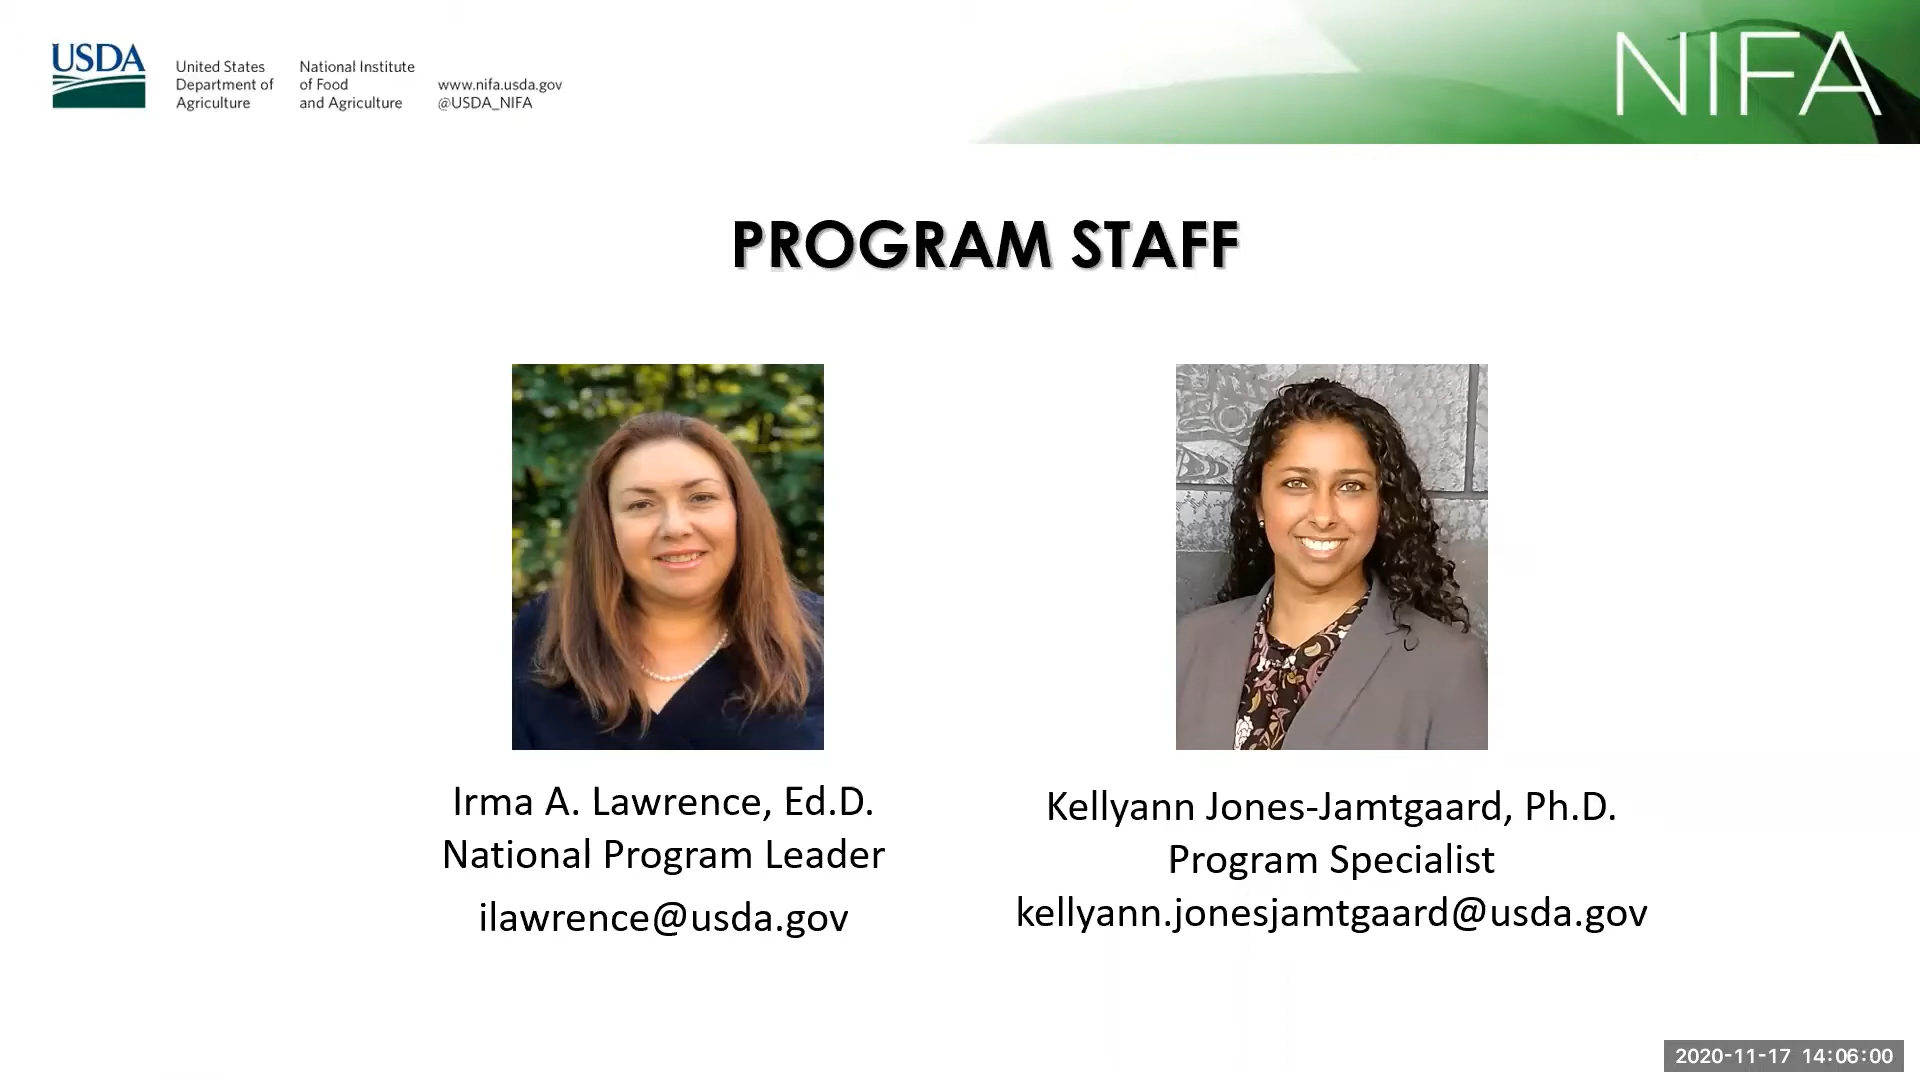 USDA
United States
Department of
Agriculture
National Institute
of Food
and Agriculture
www.nifa.usda.gov
@USDA_NIFA
NIFA
PROGRAM STAFF
Irma A. Lawrence, Ed.D.
National Program Leader
ilawrence@usda.gov
Kellyann Jones-Jamtgaard, Ph.D.
Program Specialist
kellyann.jonesjamtgaard@usda.gov
2020-11-17 14:06:00